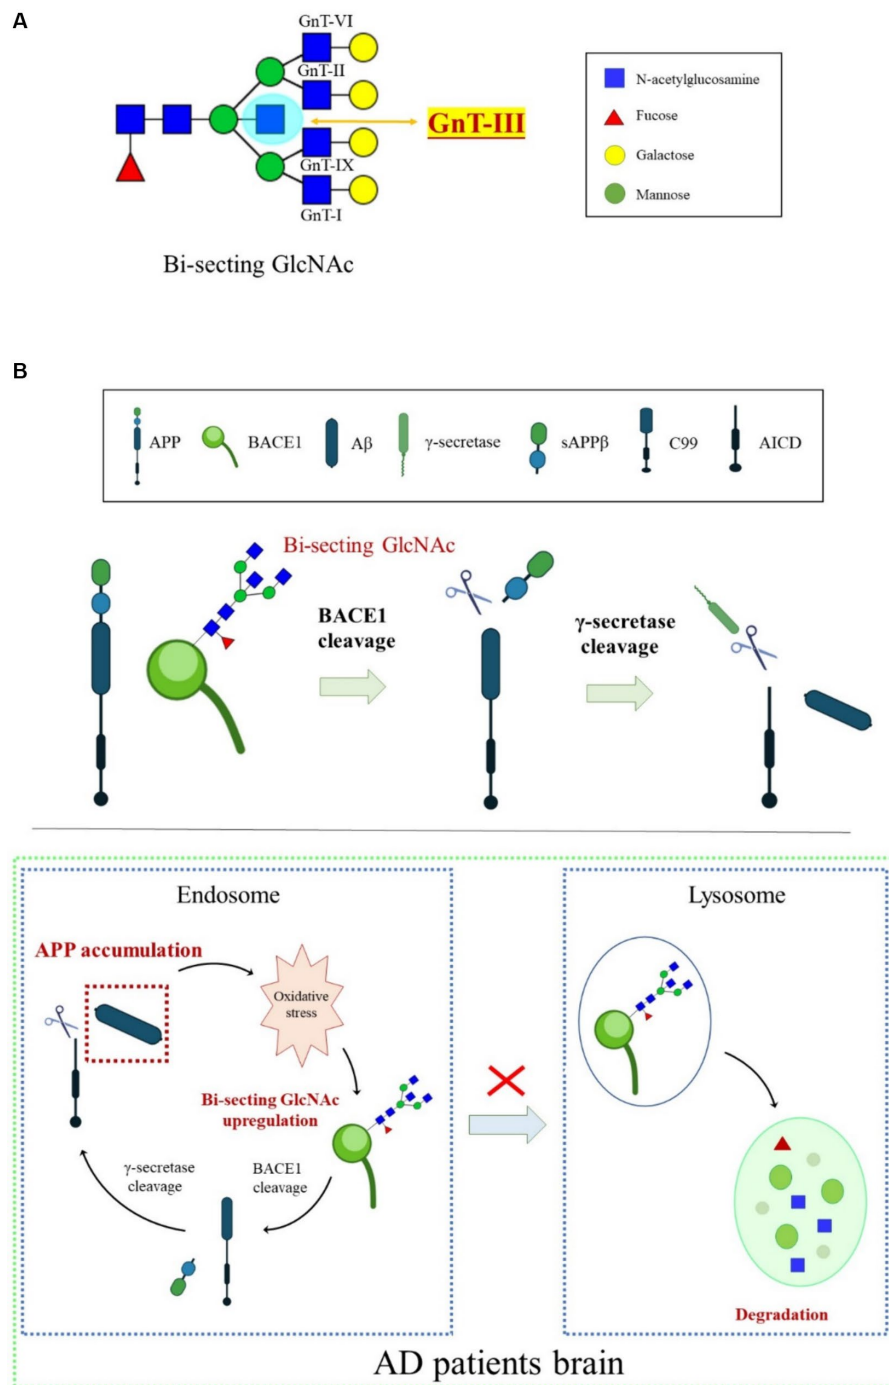 A
GnT-VI
GnT-II
GnT-III
GnT-IX
GnT-I
Bi-secting GlcNAc
N-acetylglucosamine
Fucose
Galactose
Mannose
B
APP
BACE1
Aβ
γ-secretase
sAPPβ
C99
AICD
Bi-secting GlcNAc
BACE1
cleavage
γ-secretase
cleavage
Endosome
APP accumulation
Oxidative
stress
Bi-secting GlcNAc
upregulation
γ-secretase
cleavage
BACE1
cleavage
Lysosome
Degradation
AD patients brain